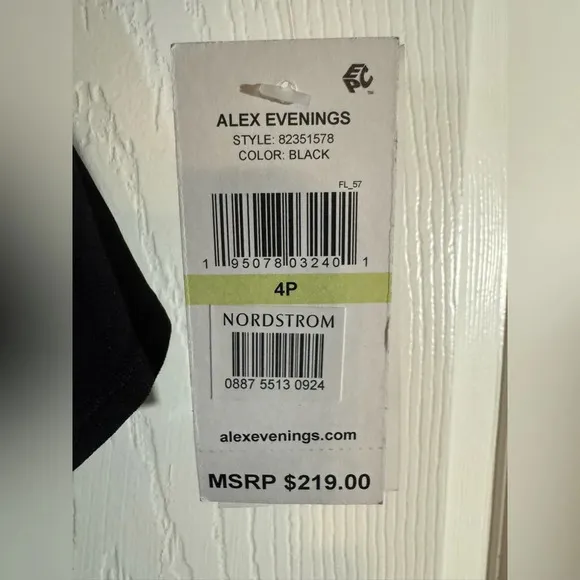 EPC
ALEX EVENINGS
STYLE: 82351578
COLOR: BLACK
FL_57
1 95078 03240 1
4P
NORDSTROM
0887 5513 0924
alexevenings.com
MSRP $219.00